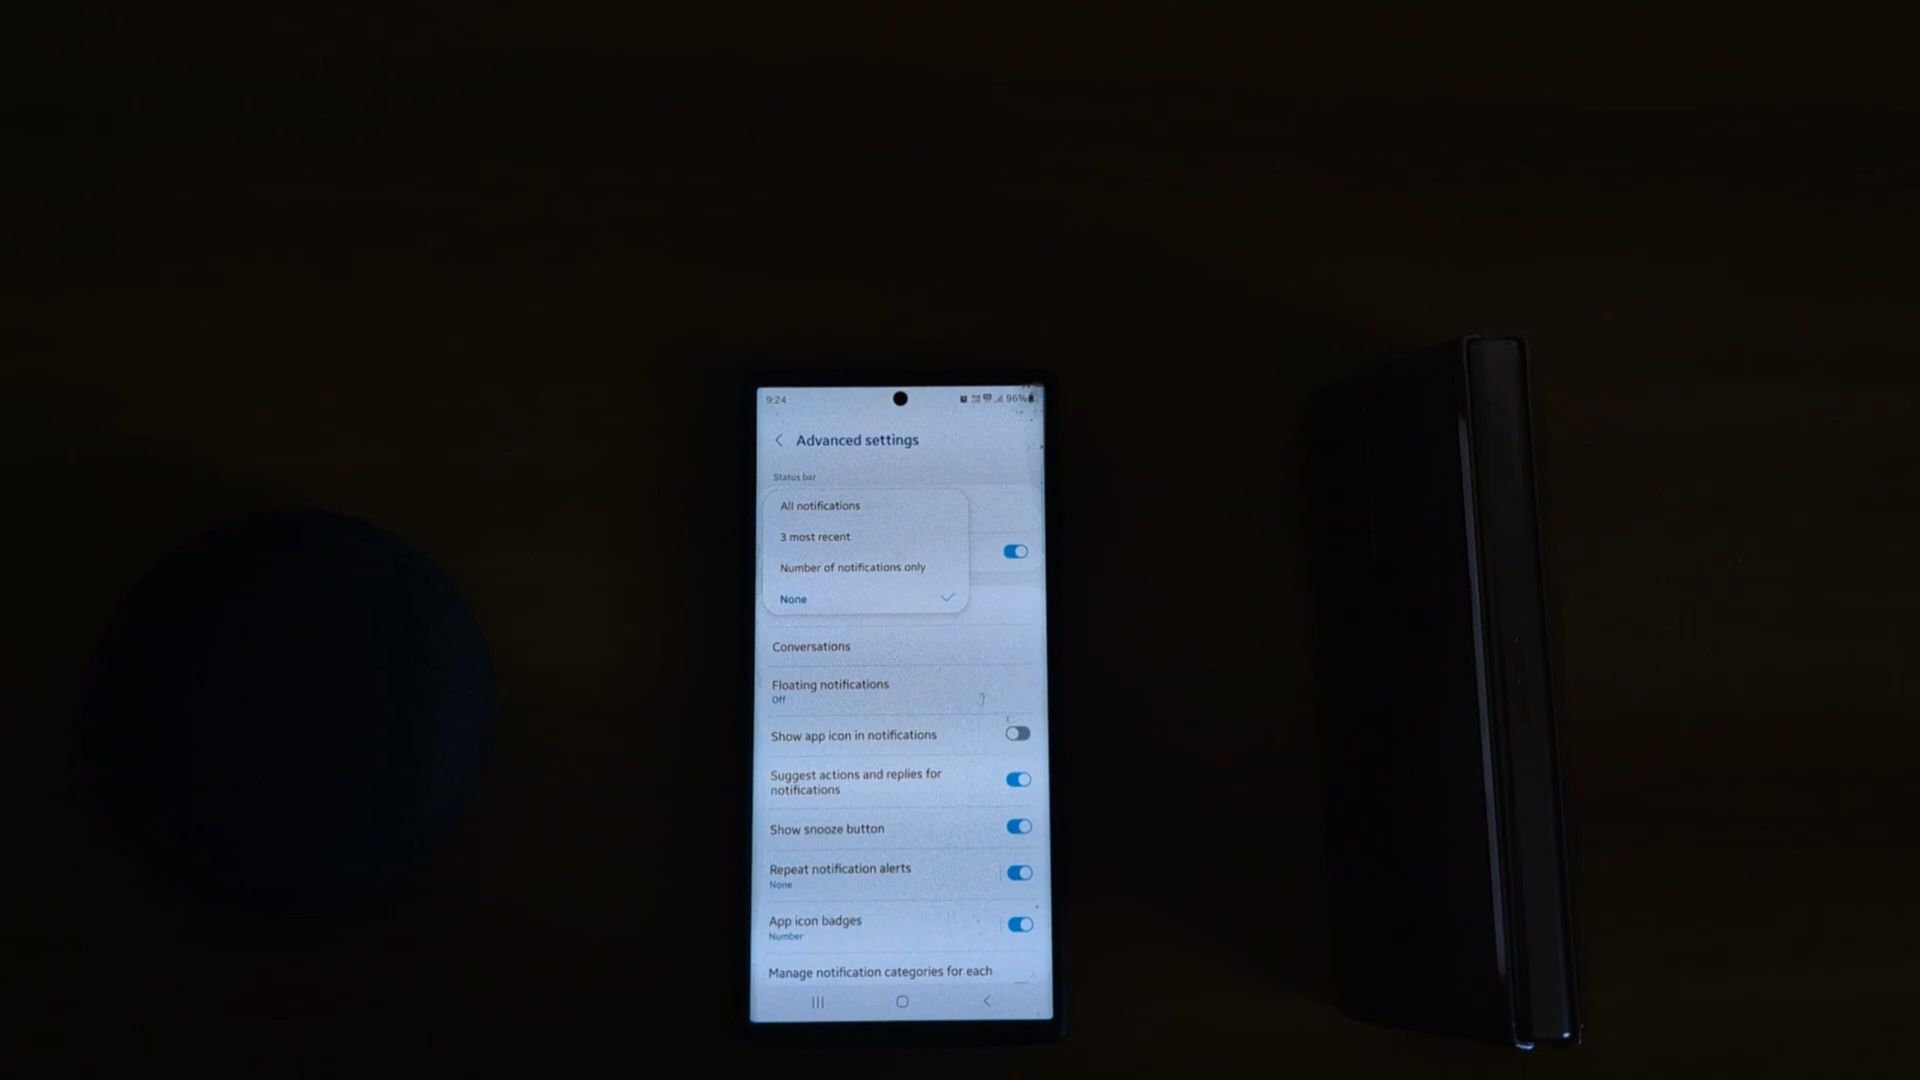 9:24
96%
Advanced settings
Status bar
All notifications
3 most recent
Number of notifications only
None
Conversations
Floating notifications
Off
Show app icon in notifications
Suggest actions and replies for
notifications
Show snooze button
Repeat notification alerts
None
App icon badges
Number
Manage notification categories for each